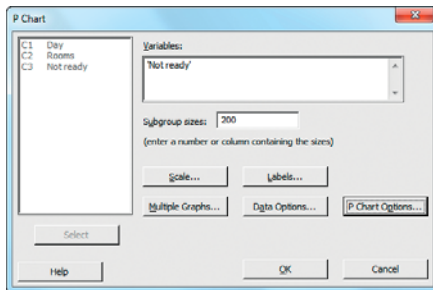 P Chart
C1 Day
C2 Rooms
C3 Not ready
Variables:
'Not ready'
Subgroup sizes: 200
(enter a number or column containing the sizes)
Scale...
Labels...
Multiple Graphs...
Data Options...
P Chart Options...
Select
Help
OK
Cancel